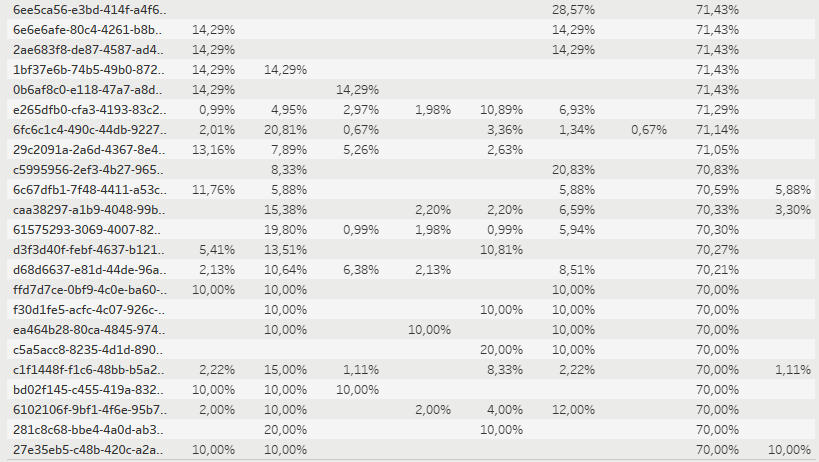 6ee5ca56-e3bd-414f-a4f6.. 28,57% 71,43%
6e6e6afe-80c4-4261-b8b.. 14,29% 14,29% 71,43%
2ae683f8-de87-4587-ad4.. 14,29% 14,29% 71,43%
1bf37e6b-74b5-49b0-872.. 14,29% 14,29% 71,43%
0b6af8c0-e118-47a7-a8d.. 14,29% 14,29% 71,43%
e265dfb0-cfa3-4193-83c2.. 0,99% 4,95% 2,97% 1,98% 10,89% 6,93% 71,29%
6fc6c1c4-490c-44db-9227.. 2,01% 20,81% 0,67% 3,36% 1,34% 0,67% 71,14%
29c2091a-2a6d-4367-8e4.. 13,16% 7,89% 5,26% 2,63% 71,05%
c5995956-2ef3-4b27-965.. 8,33% 20,83% 70,83%
6c67dfb1-7f48-4411-a53c.. 11,76% 5,88% 5,88% 70,59% 5,88%
caa38297-a1b9-4048-99b.. 15,38% 2,20% 2,20% 6,59% 70,33% 3,30%
61575293-3069-4007-82.. 19,80% 0,99% 1,98% 0,99% 5,94% 70,30%
d3f3d40f-febf-4637-b121.. 5,41% 13,51% 10,81% 70,27%
d68d6637-e81d-44de-96a.. 2,13% 10,64% 6,38% 2,13% 8,51% 70,21%
ffd7d7ce-0bf9-4c0e-ba60-.. 10,00% 10,00% 10,00% 70,00%
f30d1fe5-acfc-4c07-926c-.. 10,00% 10,00% 10,00% 70,00%
ea464b28-80ca-4845-974.. 10,00% 10,00% 10,00% 70,00%
c5a5acc8-8235-4d1d-890.. 20,00% 10,00% 70,00%
c1f1448f-f1c6-48bb-b5a2.. 2,22% 15,00% 1,11% 8,33% 2,22% 70,00% 1,11%
bd02f145-c455-419a-832.. 10,00% 10,00% 10,00% 70,00%
6102106f-9bf1-4f6e-95b7.. 2,00% 10,00% 2,00% 4,00% 12,00% 70,00%
281c8c68-bbe4-4a0d-ab3.. 20,00% 10,00% 70,00%
27e35eb5-c48b-420c-a2a.. 10,00% 10,00% 70,00% 10,00%